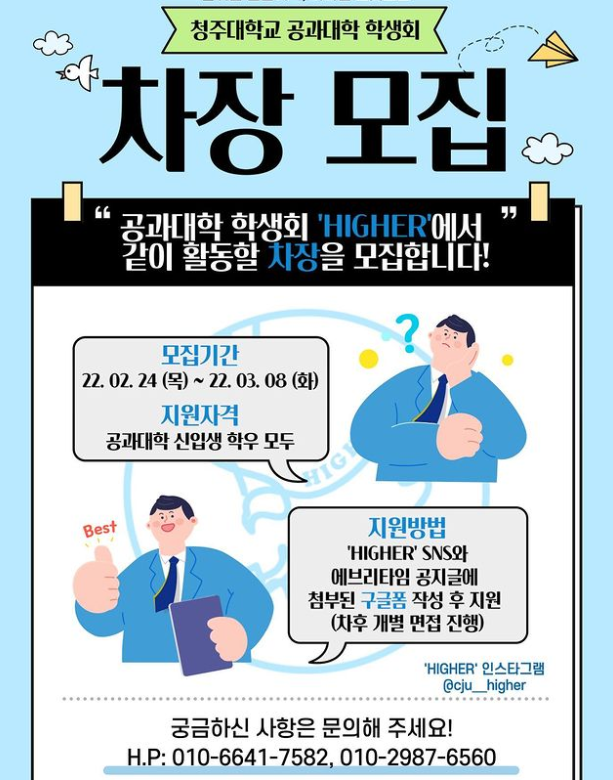 청주대학교 공과대학 학생회
차장 모집
“ 공과대학 학생회 'HIGHER'에서 ”
같이 활동할 차장을 모집합니다!
모집기간
22. 02. 24 (목) ~ 22. 03. 08 (화)
지원자격
공과대학 신입생 학우 모두
HIGH
Best
지원방법
'HIGHER' SNS와
에브리타임 공지글에
첨부된 구글폼 작성 후 지원
(차후 개별 면접 진행)
'HIGHER' 인스타그램
@cju__higher
궁금하신 사항은 문의해 주세요!
H.P: 010-6641-7582, 010-2987-6560